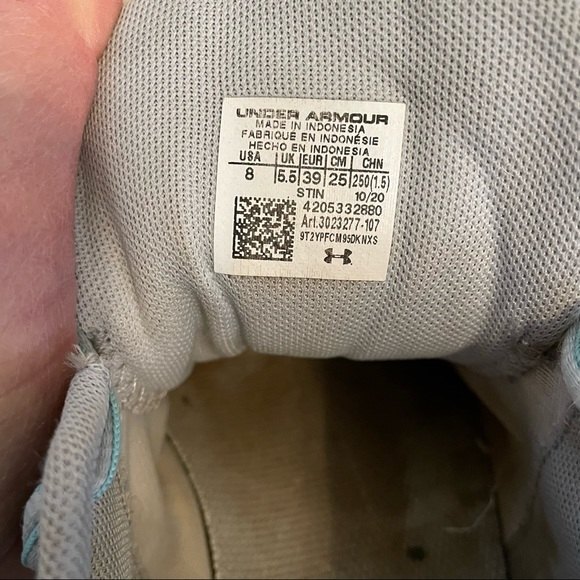 UNDER ARMOUR
MADE IN INDONESIA
FABRIQUÉ EN INDONÉSIE
HECHO EN INDONESIA
USA UK EUR CM CHN
8 5.5 39 25 250(1.5)
STIN 10/20
4205332880
Art.3023277-107
9T2YPFCM95DKNXS